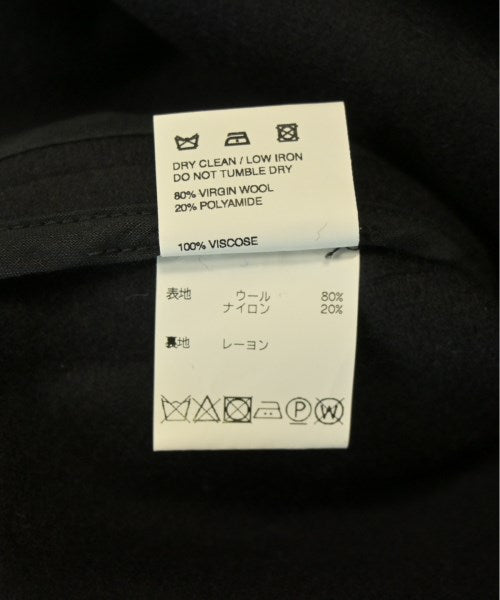 DRY CLEAN / LOW IRON
DO NOT TUMBLE DRY
80% VIRGIN WOOL
20% POLYAMIDE
100% VISCOSE
表地 ウール 80%
ナイロン 20%
裏地 レーヨン
P W